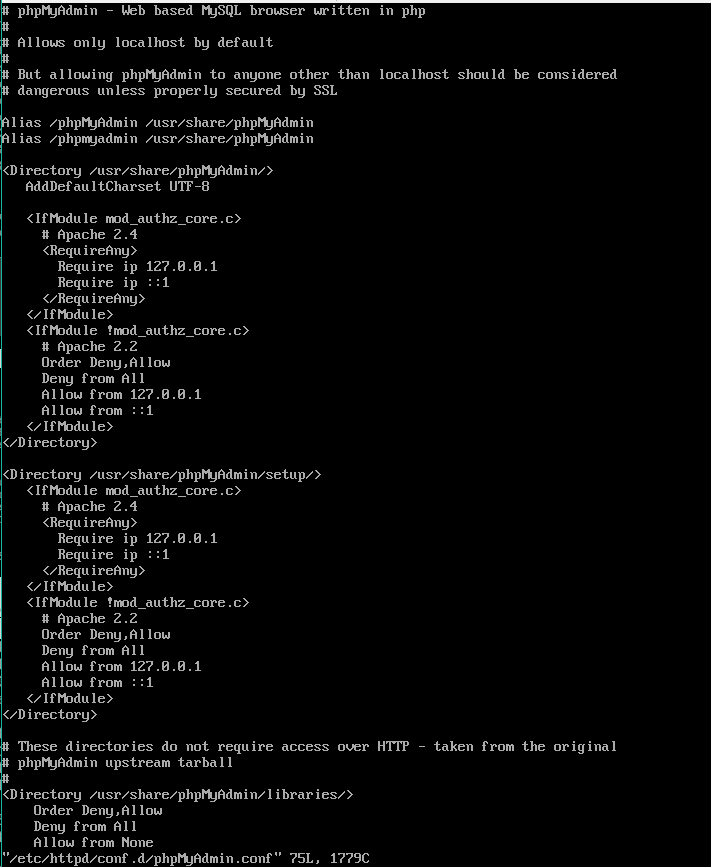 # phpMyAdmin - Web based MySQL browser written in php
#
# Allows only localhost by default
#
# But allowing phpMyAdmin to anyone other than localhost should be considered
# dangerous unless properly secured by SSL

Alias /phpMyAdmin /usr/share/phpMyAdmin
Alias /phpmyadmin /usr/share/phpMyAdmin

<Directory /usr/share/phpMyAdmin/>
   AddDefaultCharset UTF-8

   <IfModule mod_authz_core.c>
     # Apache 2.4
     <RequireAny>
       Require ip 127.0.0.1
       Require ip ::1
     </RequireAny>
   </IfModule>
   <IfModule !mod_authz_core.c>
     # Apache 2.2
     Order Deny,Allow
     Deny from All
     Allow from 127.0.0.1
     Allow from ::1
   </IfModule>
</Directory>

<Directory /usr/share/phpMyAdmin/setup/>
   <IfModule mod_authz_core.c>
     # Apache 2.4
     <RequireAny>
       Require ip 127.0.0.1
       Require ip ::1
     </RequireAny>
   </IfModule>
   <IfModule !mod_authz_core.c>
     # Apache 2.2
     Order Deny,Allow
     Deny from All
     Allow from 127.0.0.1
     Allow from ::1
   </IfModule>
</Directory>

# These directories do not require access over HTTP - taken from the original
# phpMyAdmin upstream tarball
#
<Directory /usr/share/phpMyAdmin/libraries/>
    Order Deny,Allow
    Deny from All
    Allow from None
"/etc/httpd/conf.d/phpMyAdmin.conf" 75L, 1779C